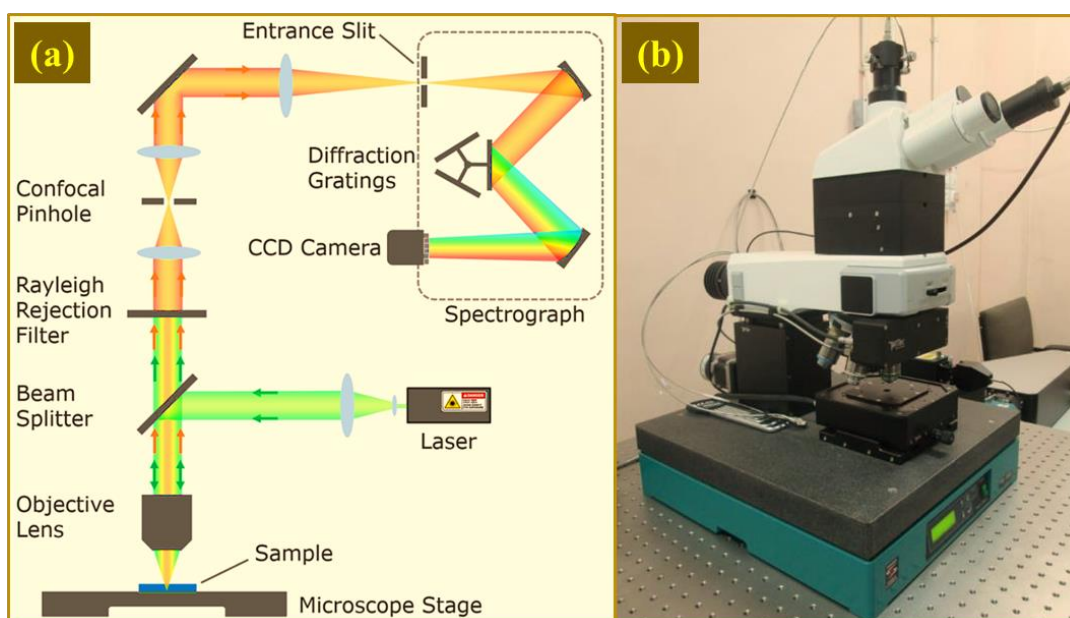 (a)
Entrance Slit
Diffraction
Gratings
Confocal
Pinhole
CCD Camera
Rayleigh
Rejection
Filter
Spectrograph
Beam
Splitter
Laser
Objective
Lens
Sample
Microscope Stage
(b)